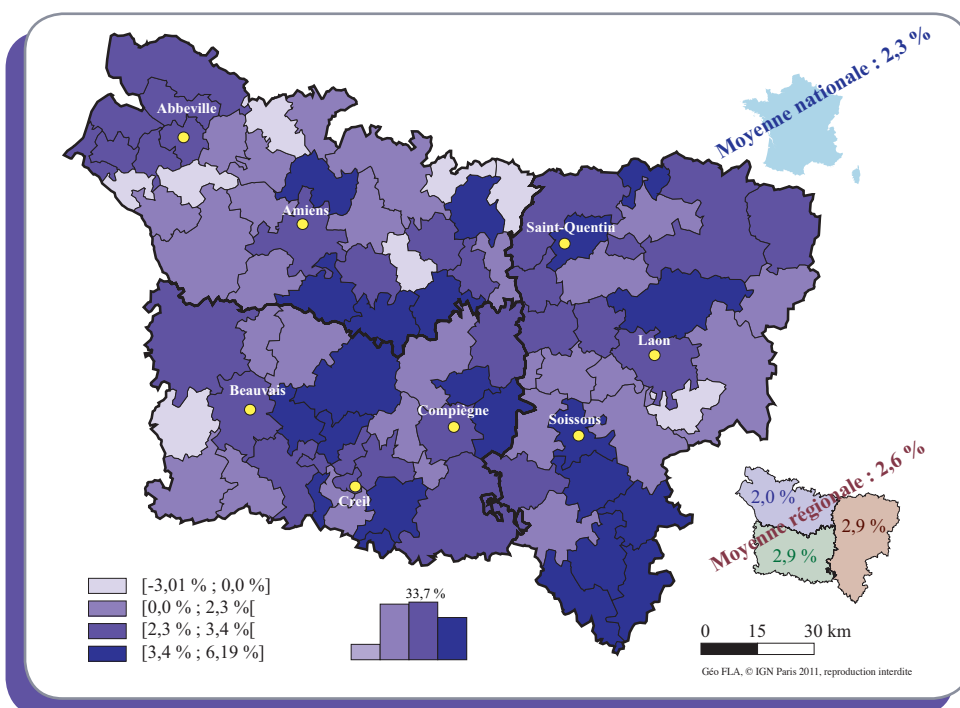 Moyenne nationale : 2,3 %
Abbeville
Amiens
Saint-Quentin
Laon
Beauvais
Compiègne
Soissons
Creil
Moyenne régionale : 2,6 %
2,0 %
2,9 %
2,9 %
[-3,01 % ; 0,0 %]
[0,0 % ; 2,3 %[
[2,3 % ; 3,4 %[
[3,4 % ; 6,19 %]
33,7 %
0 15 30 km
Géo FLA, © IGN Paris 2011, reproduction interdite